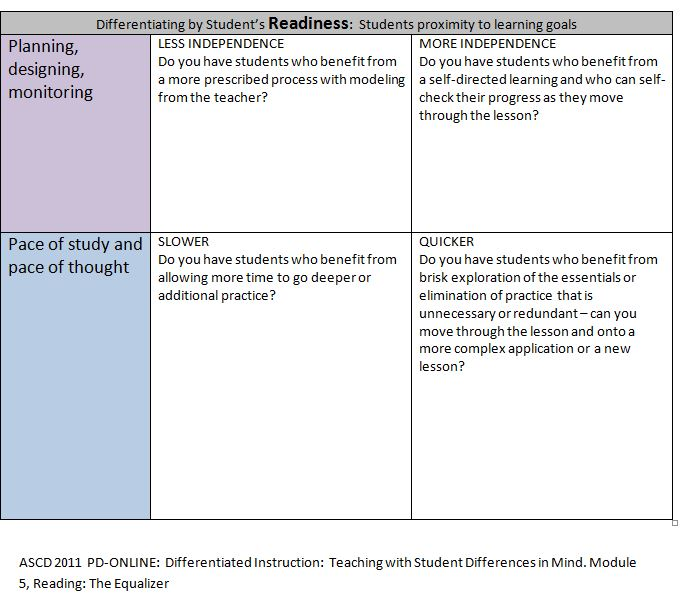 Differentiating by Student's Readiness: Students proximity to learning goals
Planning,
designing,
monitoring
LESS INDEPENDENCE
Do you have students who benefit from
a more prescribed process with modeling
from the teacher?
MORE INDEPENDENCE
Do you have students who benefit from
a self-directed learning and who can self-
check their progress as they move
through the lesson?
Pace of study and
pace of thought
SLOWER
Do you have students who benefit from
allowing more time to go deeper or
additional practice?
QUICKER
Do you have students who benefit from
brisk exploration of the essentials or
elimination of practice that is
unnecessary or redundant – can you
move through the lesson and onto a
more complex application or a new
lesson?
ASCD 2011 PD-ONLINE: Differentiated Instruction: Teaching with Student Differences in Mind. Module
5, Reading: The Equalizer